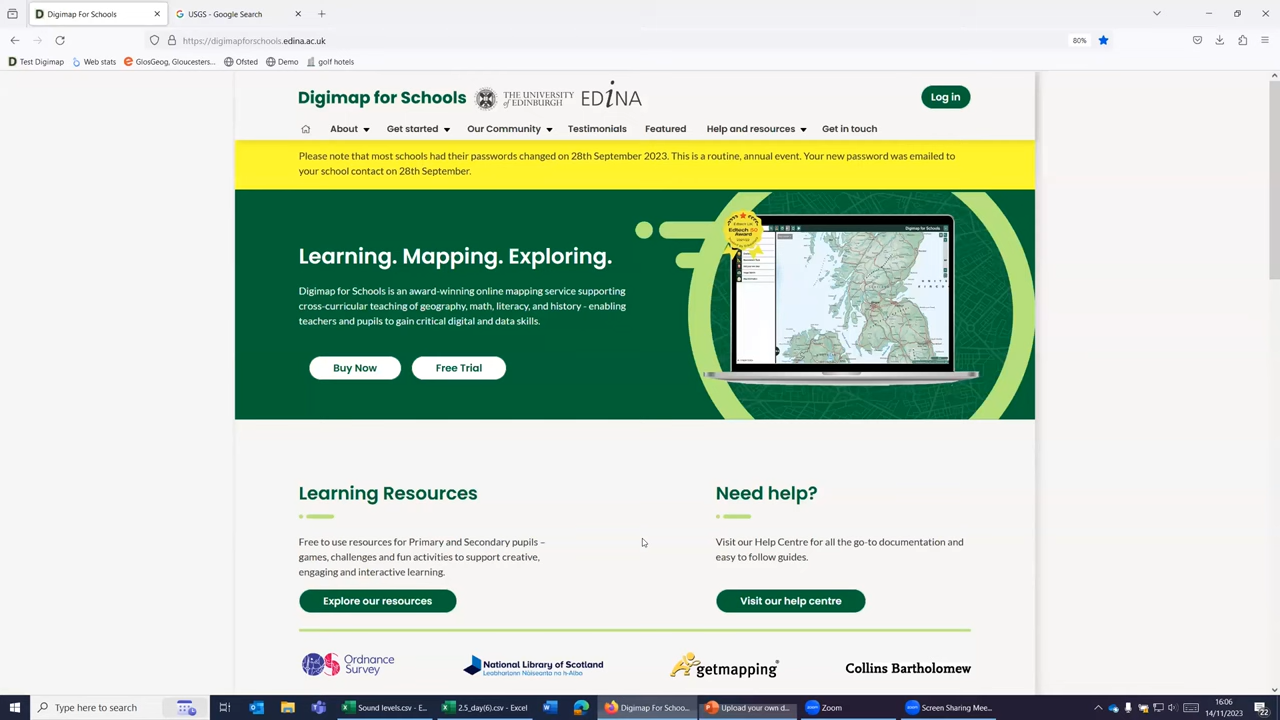 Digimap For Schools
USGS - Google Search
https://digimapforschools.edina.ac.uk
80%
Test Digimap
Web stats
GlosGeog, Gloucesters...
Ofsted
Demo
golf hotels
Digimap for Schools
THE UNIVERSITY
of EDINBURGH
EDINA
Log in
About
Get started
Our Community
Testimonials
Featured
Help and resources
Get in touch
Please note that most schools had their passwords changed on 28th September 2023. This is a routine, annual event. Your new password was emailed to
your school contact on 28th September.
Learning. Mapping. Exploring.
Digimap for Schools is an award-winning online mapping service supporting
cross-curricular teaching of geography, math, literacy, and history - enabling
teachers and pupils to gain critical digital and data skills.
Buy Now
Free Trial
Edtech 50
Award
Digimap for Schools
Learning Resources
Free to use resources for Primary and Secondary pupils –
games, challenges and fun activities to support creative,
engaging and interactive learning.
Explore our resources
Need help?
Visit our Help Centre for all the go-to documentation and
easy to follow guides.
Visit our help centre
Ordnance
Survey
National Library of Scotland
Leabharlann Nàiseanta na h-Alba
getmapping
Collins Bartholomew
Type here to search
Sound levels.csv - E...
2.5_day(6).csv - Excel
Digimap For Schoo...
Upload your own d...
Zoom
Screen Sharing Mee...
16:06
14/11/2023
22